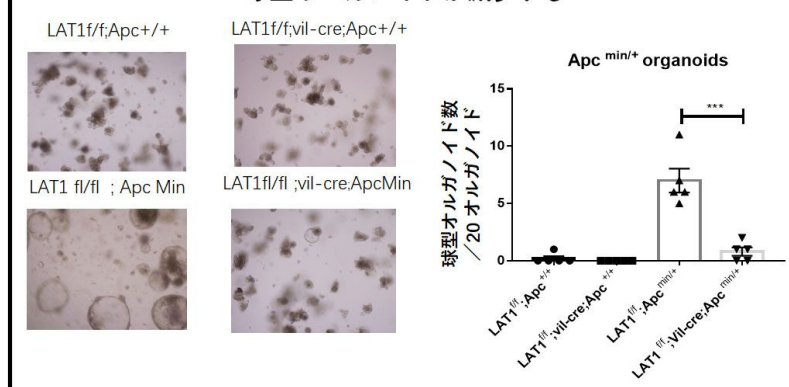 LAT1f/f;Apc+/+
LAT1f/f;vil-cre;Apc+/+
LAT1 fl/fl ; Apc Min
LAT1fl/fl ;vil-cre;ApcMin
Apc min/+ organoids
球型オルガノイド数
/20 オルガノイド
15
10
5
0
***
LAT1f/f;Apc+/+
LAT1f/f;vil-cre;Apc+/+
LAT1f/f;Apcmin/+
LAT1f/f;Vil-cre;Apcmin/+